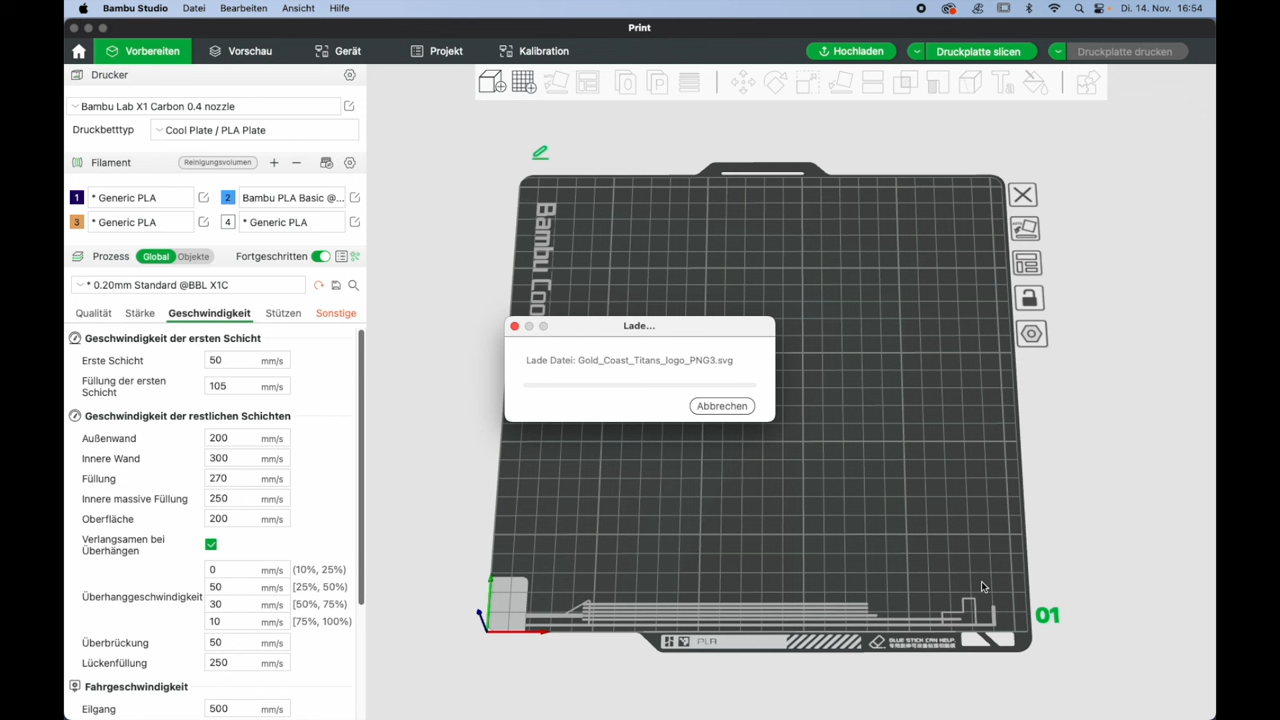 Bambu Studio Datei Bearbeiten Ansicht Hilfe Di. 14. Nov. 16:54
Print
Vorbereiten Vorschau Gerät Projekt Kalibration Hochladen Druckplatte slicen Druckplatte drucken
Drucker
Bambu Lab X1 Carbon 0.4 nozzle
Druckbetttyp Cool Plate / PLA Plate
Filament Reinigungsvolumen
1 * Generic PLA 2 Bambu PLA Basic @...
3 * Generic PLA 4 * Generic PLA
Prozess Global Objekte Fortgeschritten
* 0.20mm Standard @BBL X1C
Qualität Stärke Geschwindigkeit Stützen Sonstige
Geschwindigkeit der ersten Schicht
Erste Schicht 50 mm/s
Füllung der ersten
Schicht 105 mm/s
Geschwindigkeit der restlichen Schichten
Außenwand 200 mm/s
Innere Wand 300 mm/s
Füllung 270 mm/s
Innere massive Füllung 250 mm/s
Oberfläche 200 mm/s
Verlangsamen bei
Überhängen
0 mm/s (10%, 25%)
50 mm/s [25%, 50%)
Überhanggeschwindigkeit 30 mm/s [50%, 75%)
10 mm/s [75%, 100%)
Überbrückung 50 mm/s
Lückenfüllung 250 mm/s
Fahrgeschwindigkeit
Eilgang 500 mm/s
Bambu Coo
Lade...
Lade Datei: Gold_Coast_Titans_logo_PNG3.svg
Abbrechen
01
PLA
GLUE STICK CAN HELP.